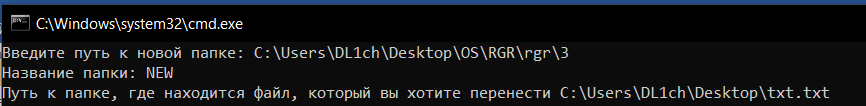 C:\Windows\system32\cmd.exe
Введите путь к новой папке: C:\Users\DL1ch\Desktop\OS\RGR\rgr\3
Название папки: NEW
Путь к папке, где находится файл, который вы хотите перенести C:\Users\DL1ch\Desktop\txt.txt